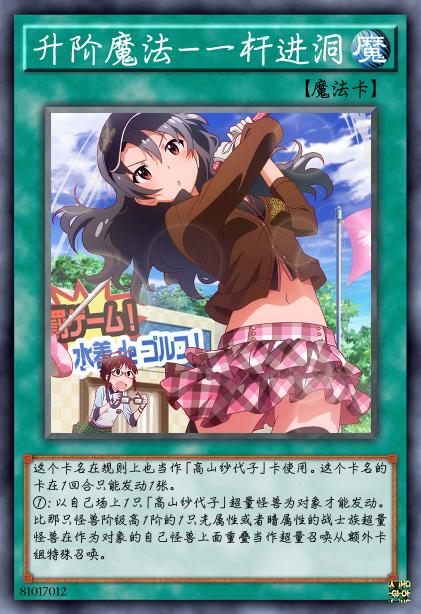 升阶魔法-一杆进洞 魔
【魔法卡】
罰ゲーム!
水着deゴルフ!
这个卡名在规则上也当作「高山纱代子」卡使用。这个卡名的
卡在1回合只能发动1张。
①:以自己场上1只「高山纱代子」超量怪兽为对象才能发动。
比那只怪兽阶级高1阶的1只光属性或者暗属性的战士族超量
怪兽在作为对象的自己怪兽上面重叠当作超量召唤从额外卡
组特殊召唤。
81017012